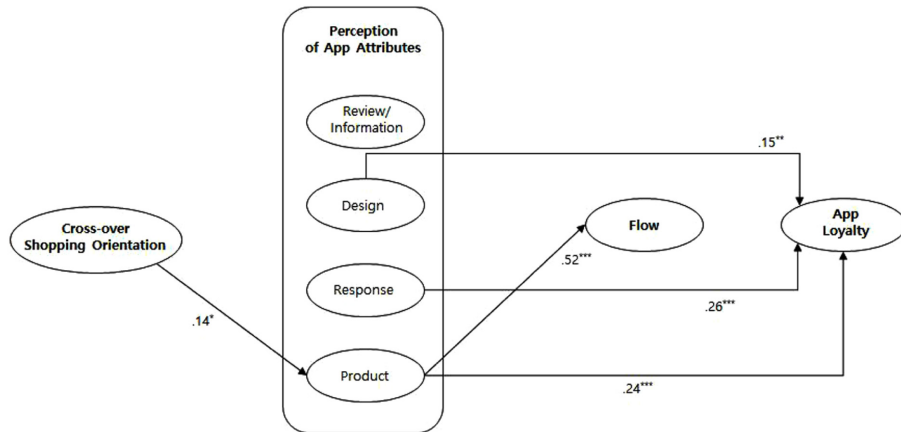 Perception
of App Attributes
Review/
Information
.15**
Design
Cross-over
Shopping Orientation
Flow
App
Loyalty
.52***
Response
.26***
.14*
Product
.24***